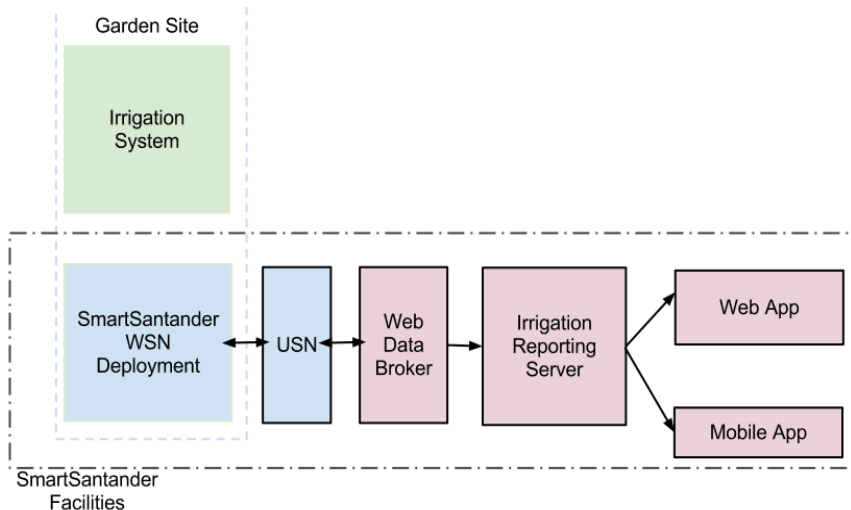 Garden Site
Irrigation
System
SmartSantander
WSN
Deployment
USN
Web
Data
Broker
Irrigation
Reporting
Server
Web App
Mobile App
SmartSantander
Facilities